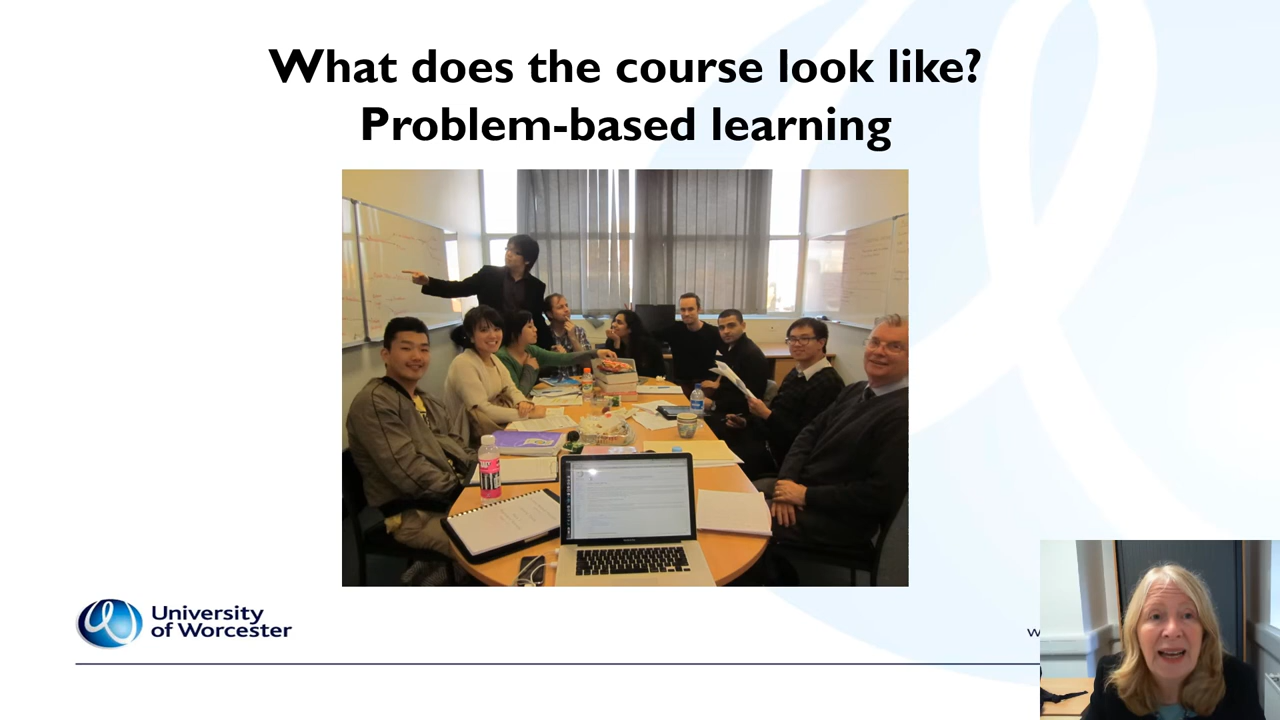 What does the course look like?
Problem-based learning
University
of Worcester
w